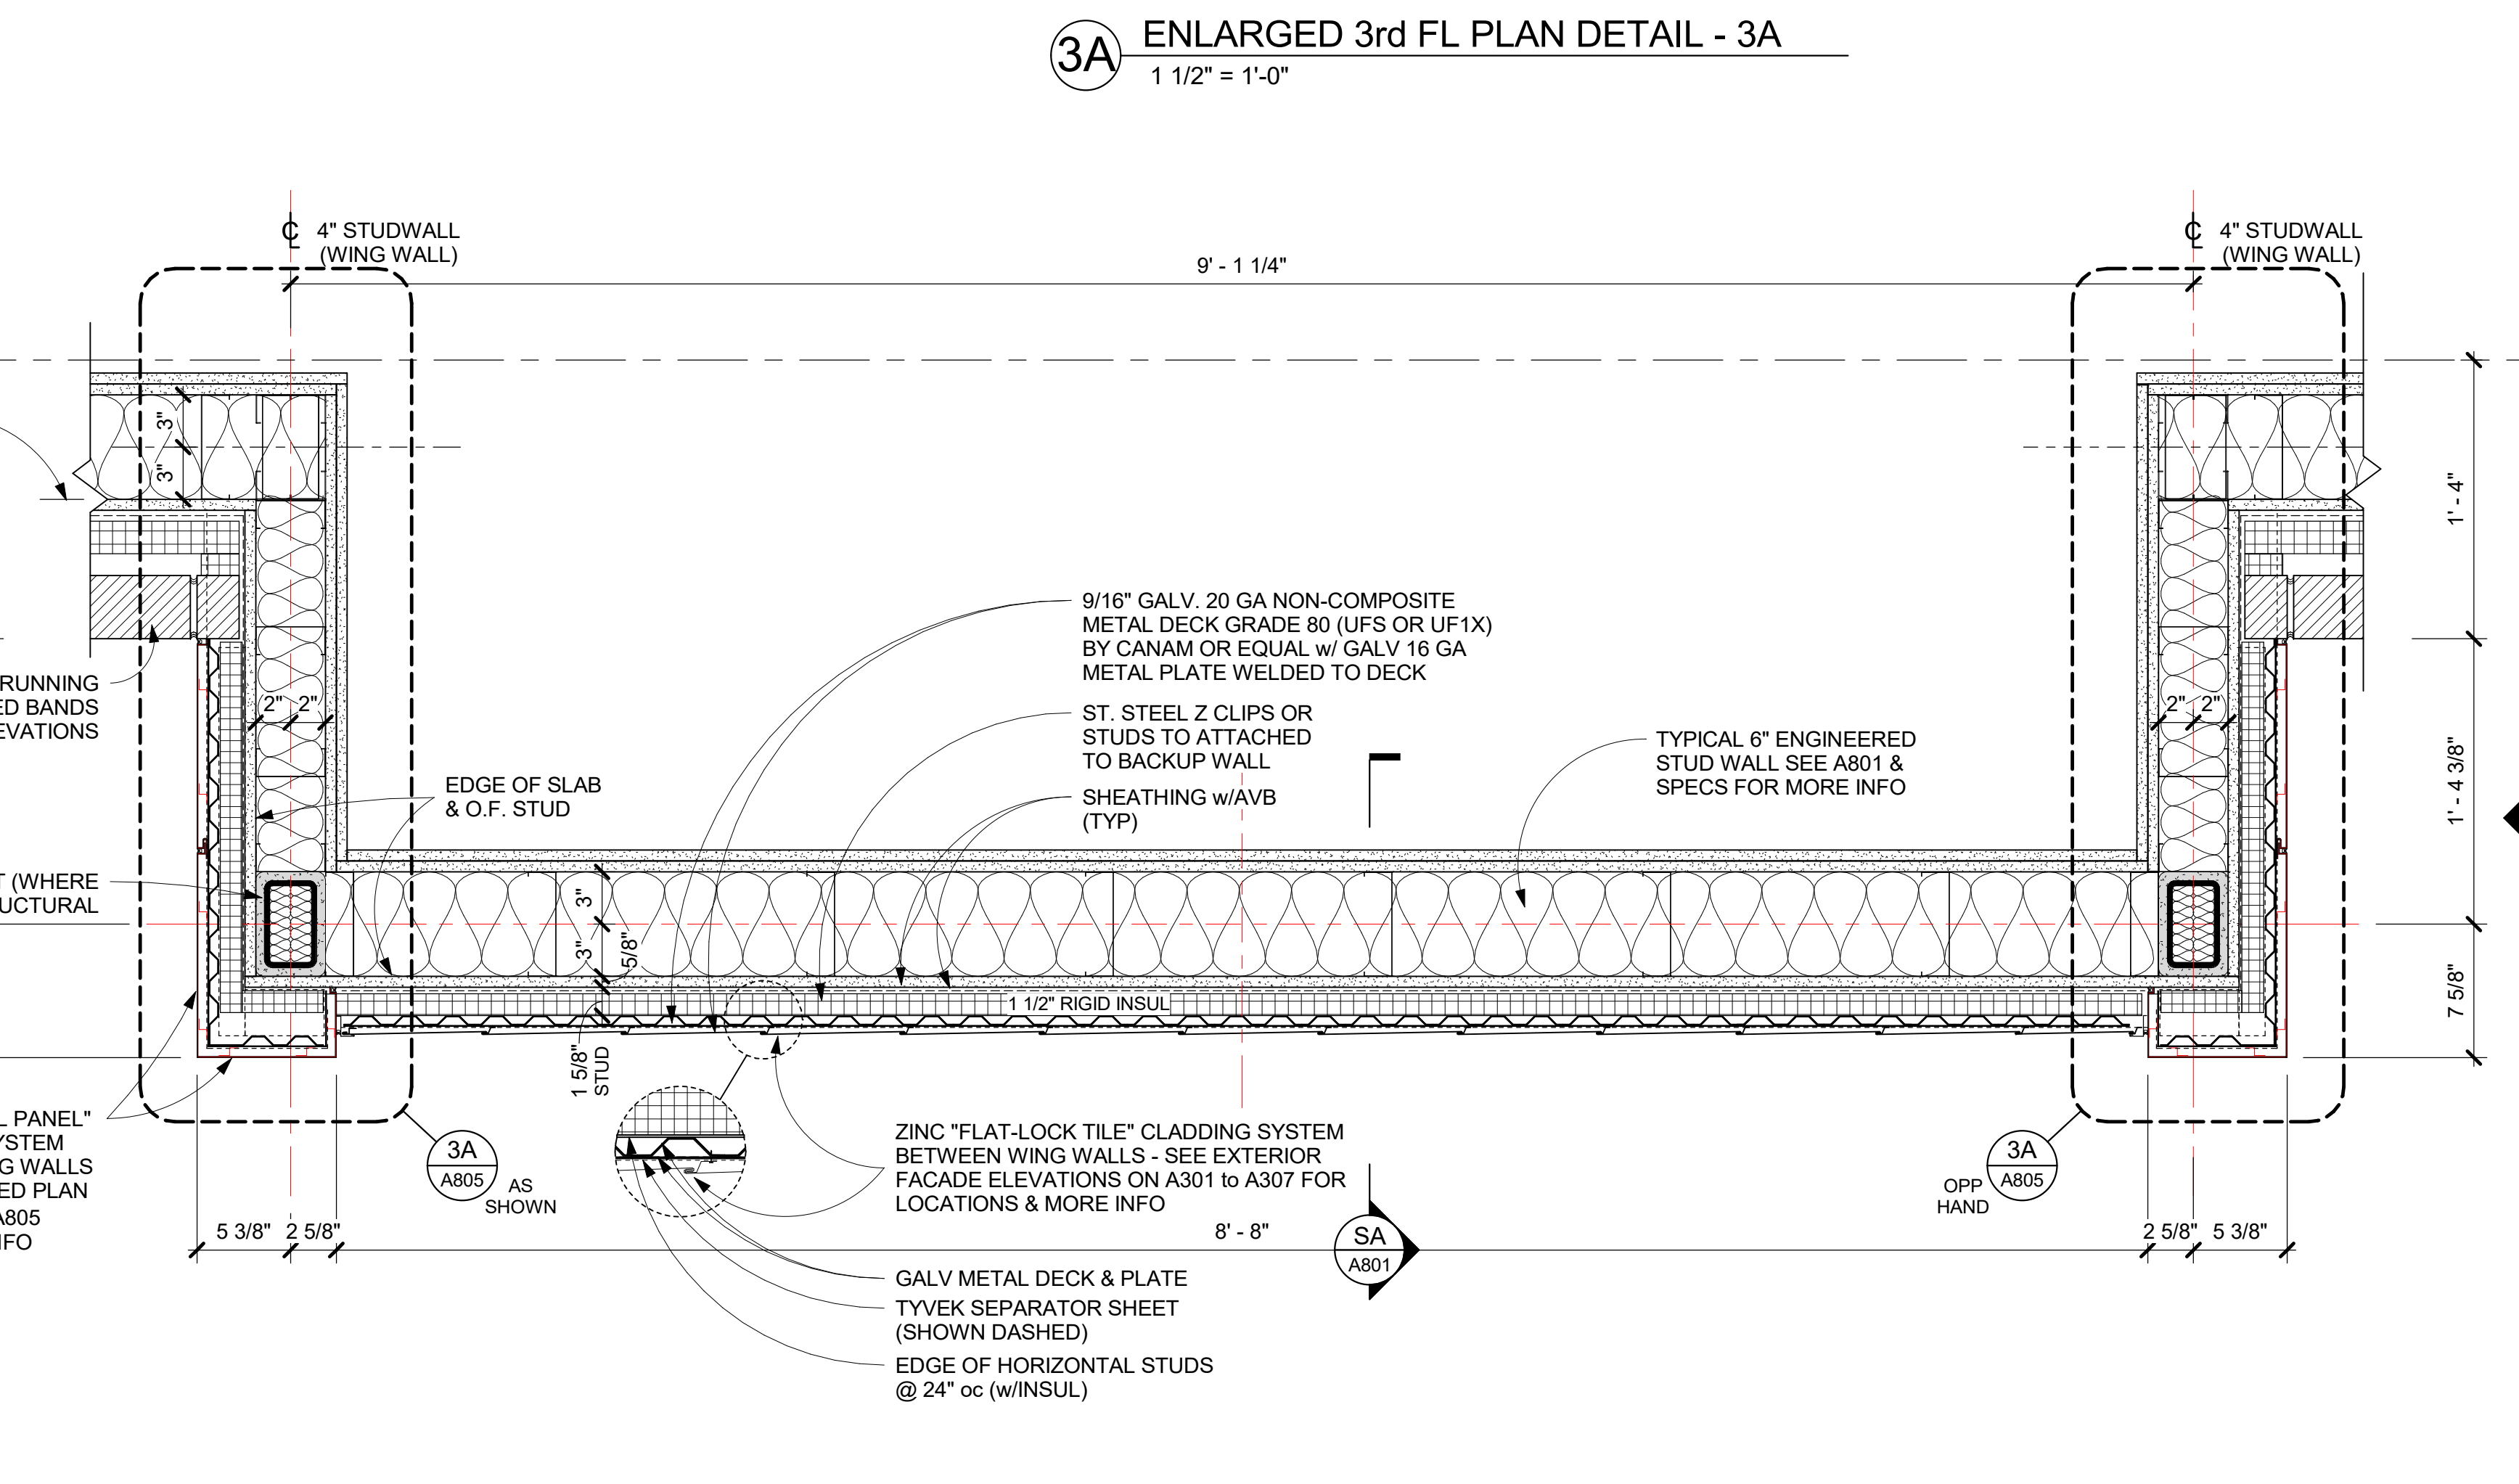 3A
ENLARGED 3rd FL PLAN DETAIL - 3A
1 1/2" = 1'-0"
4" STUDWALL
(WING WALL)
4" STUDWALL
(WING WALL)
9' - 1 1/4"
3"
3"
1' - 4"
9/16" GALV. 20 GA NON-COMPOSITE
METAL DECK GRADE 80 (UFS OR UF1X)
BY CANAM OR EQUAL w/ GALV 16 GA
METAL PLATE WELDED TO DECK
RUNNING
ED BANDS
EVATIONS
2" 2"
2" 2"
ST. STEEL Z CLIPS OR
STUDS TO ATTACHED
TO BACKUP WALL
TYPICAL 6" ENGINEERED
STUD WALL SEE A801 &
SPECS FOR MORE INFO
1' - 4 3/8"
EDGE OF SLAB
& O.F. STUD
SHEATHING w/AVB
(TYP)
T (WHERE
UCTURAL
3"
3"
5/8"
1 1/2" RIGID INSUL
7 5/8"
1 5/8"
STUD
L PANEL"
YSTEM
G WALLS
ED PLAN
A805
FO
3A
A805
AS
SHOWN
ZINC "FLAT-LOCK TILE" CLADDING SYSTEM
BETWEEN WING WALLS - SEE EXTERIOR
FACADE ELEVATIONS ON A301 to A307 FOR
LOCATIONS & MORE INFO
3A
A805
OPP
HAND
5 3/8" 2 5/8"
8' - 8"
SA
A801
2 5/8" 5 3/8"
GALV METAL DECK & PLATE
TYVEK SEPARATOR SHEET
(SHOWN DASHED)
EDGE OF HORIZONTAL STUDS
@ 24" oc (w/INSUL)